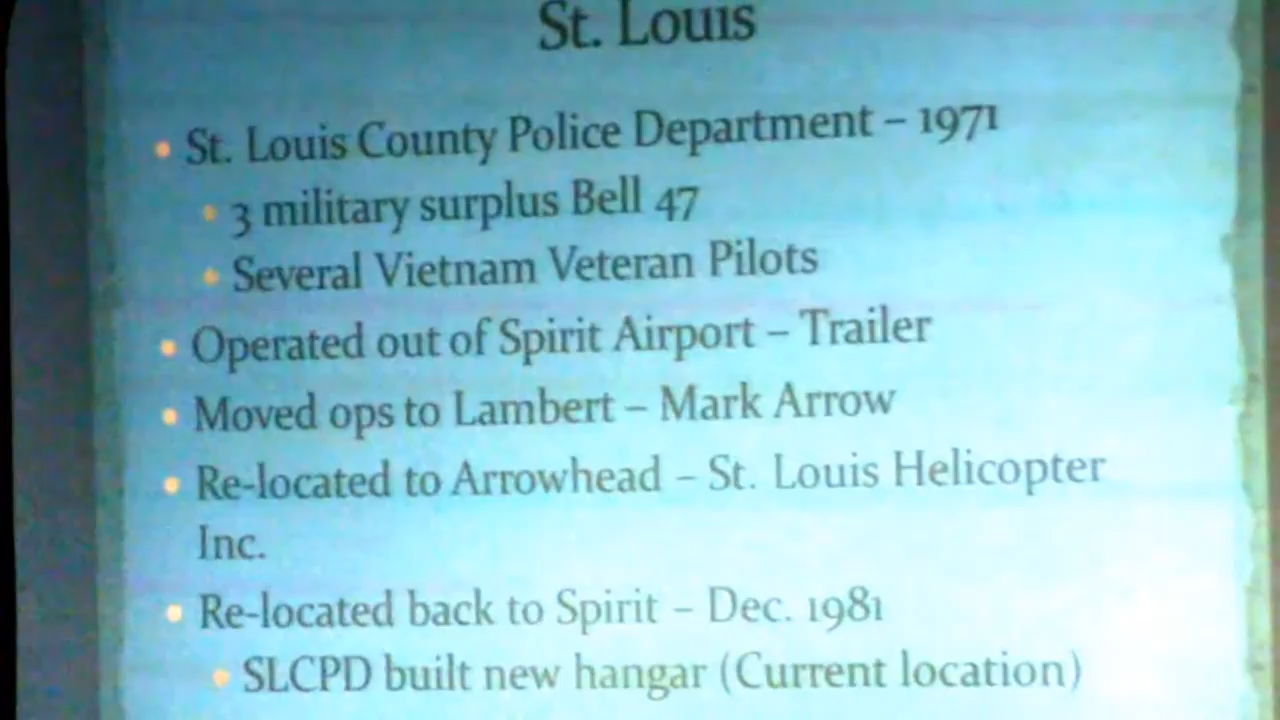 St. Louis
• St. Louis County Police Department – 1971
• 3 military surplus Bell 47
• Several Vietnam Veteran Pilots
• Operated out of Spirit Airport – Trailer
• Moved ops to Lambert – Mark Arrow
• Re-located to Arrowhead – St. Louis Helicopter
Inc.
• Re-located back to Spirit – Dec. 1981
• SLCPD built new hangar (Current location)